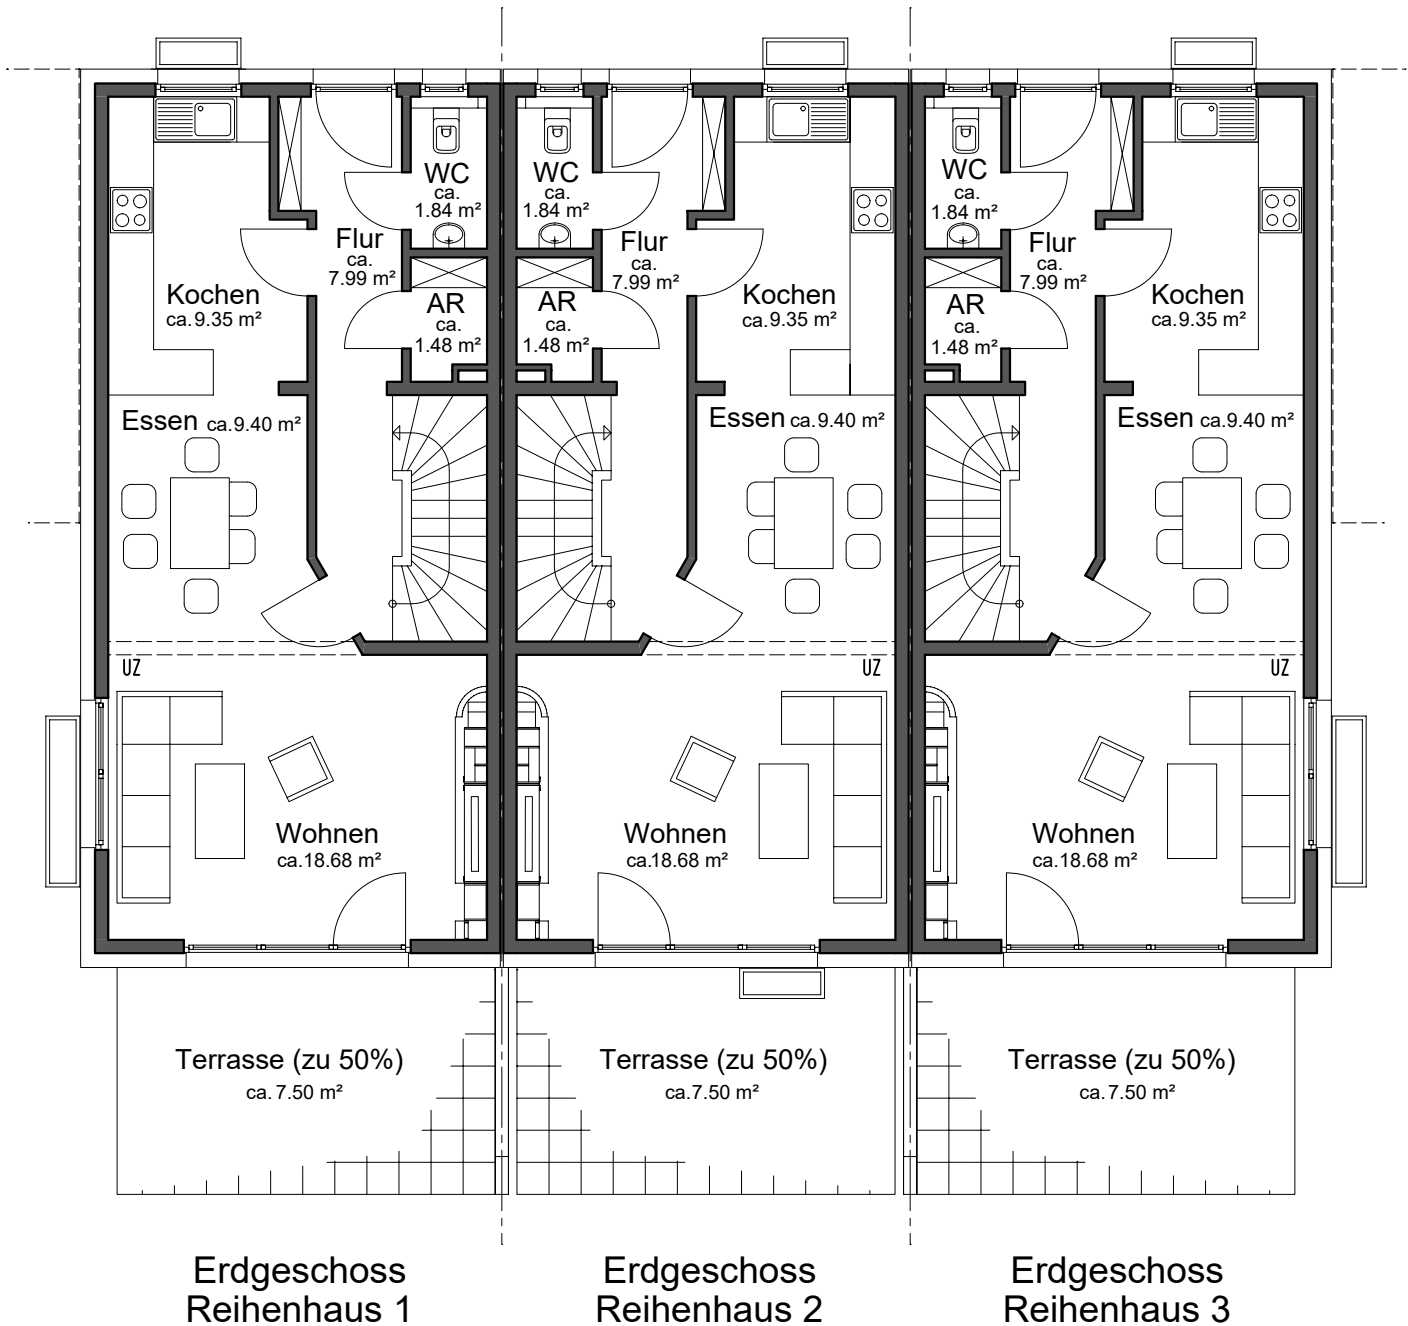 WC
ca.
1.84 m²
Flur
ca.
7.99 m²
Kochen
ca.9.35 m²
AR
ca.
1.48 m²
Essen ca.9.40 m²
UZ
Wohnen
ca.18.68 m²
Terrasse (zu 50%)
ca.7.50 m²
Erdgeschoss
Reihenhaus 1
WC
ca.
1.84 m²
Flur
ca.
7.99 m²
AR
ca.
1.48 m²
Kochen
ca.9.35 m²
Essen ca.9.40 m²
UZ
Wohnen
ca.18.68 m²
Terrasse (zu 50%)
ca.7.50 m²
Erdgeschoss
Reihenhaus 2
WC
ca.
1.84 m²
Flur
ca.
7.99 m²
AR
ca.
1.48 m²
Kochen
ca.9.35 m²
Essen ca.9.40 m²
UZ
Wohnen
ca.18.68 m²
Terrasse (zu 50%)
ca.7.50 m²
Erdgeschoss
Reihenhaus 3